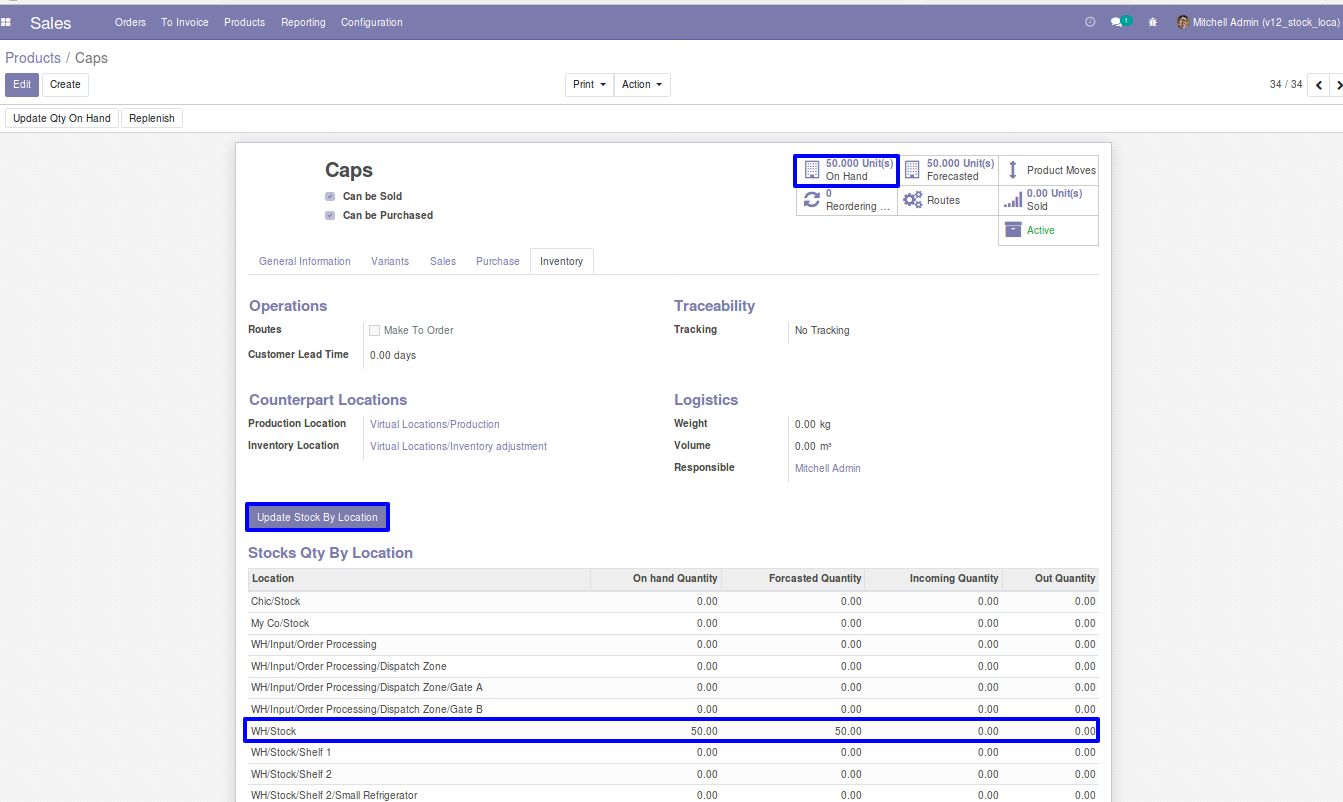 Sales Orders To Invoice Products Reporting Configuration 1 Mitchell Admin (v12_stock_loca)
Products / Caps
Edit Create Print Action 34 / 34
Update Qty On Hand Replenish
Caps
Can be Sold
Can be Purchased
50.000 Unit(s)
On Hand
50.000 Unit(s)
Forecasted
Product Moves
0
Reordering ...
Routes
0.00 Unit(s)
Sold
Active
General Information Variants Sales Purchase Inventory
Operations
Routes Make To Order
Customer Lead Time 0.00 days
Traceability
Tracking No Tracking
Counterpart Locations
Production Location Virtual Locations/Production
Inventory Location Virtual Locations/Inventory adjustment
Logistics
Weight 0.00 kg
Volume 0.00 m³
Responsible Mitchell Admin
Update Stock By Location
Stocks Qty By Location
Location On hand Quantity Forcasted Quantity Incoming Quantity Out Quantity
Chic/Stock 0.00 0.00 0.00 0.00
My Co/Stock 0.00 0.00 0.00 0.00
WH/Input/Order Processing 0.00 0.00 0.00 0.00
WH/Input/Order Processing/Dispatch Zone 0.00 0.00 0.00 0.00
WH/Input/Order Processing/Dispatch Zone/Gate A 0.00 0.00 0.00 0.00
WH/Input/Order Processing/Dispatch Zone/Gate B 0.00 0.00 0.00 0.00
WH/Stock 50.00 50.00 0.00 0.00
WH/Stock/Shelf 1 0.00 0.00 0.00 0.00
WH/Stock/Shelf 2 0.00 0.00 0.00 0.00
WH/Stock/Shelf 2/Small Refrigerator 0.00 0.00 0.00 0.00